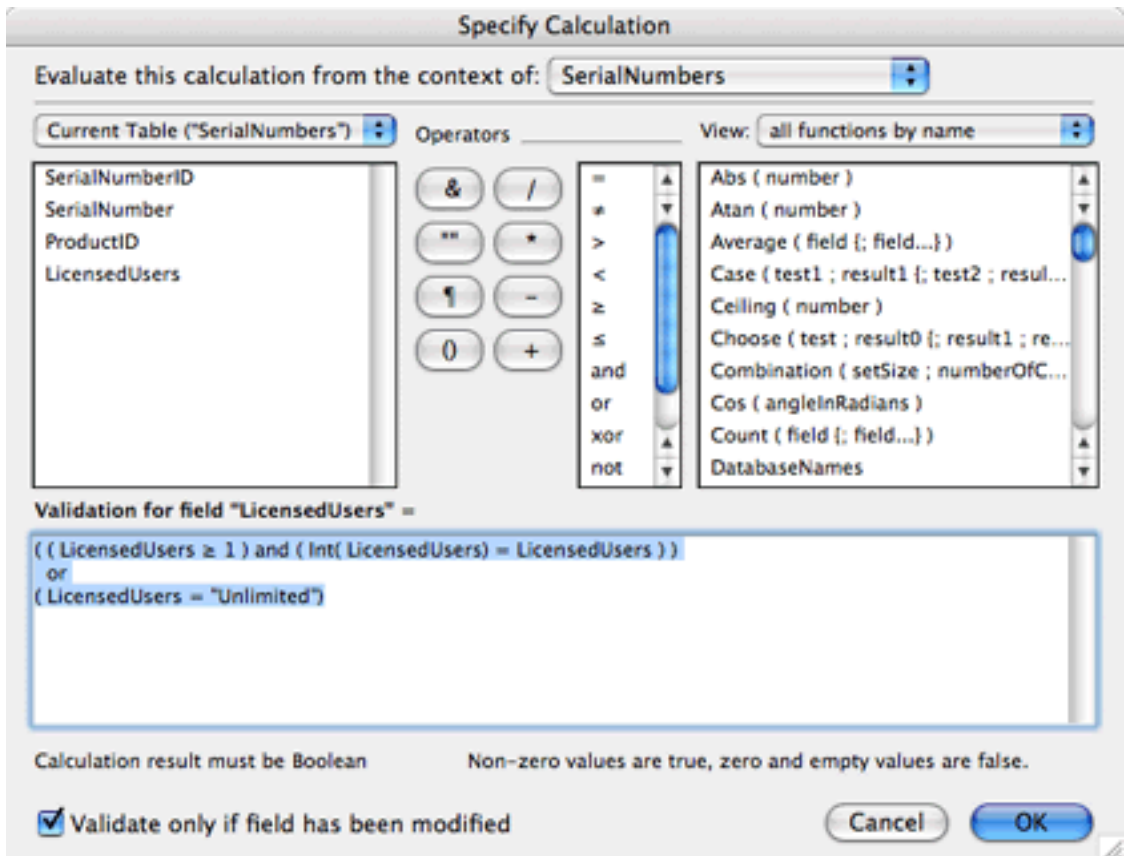 Specify Calculation
Evaluate this calculation from the context of: SerialNumbers
Current Table ("SerialNumbers") Operators View: all functions by name
SerialNumberID
SerialNumber
ProductID
LicensedUsers
& /
"" *
¶ -
() +
=
≠
>
<
≥
≤
and
or
xor
not
Abs ( number )
Atan ( number )
Average ( field {; field...} )
Case ( test1 ; result1 {; test2 ; resul...
Ceiling ( number )
Choose ( test ; result0 {; result1 ; re...
Combination ( setSize ; numberOfC...
Cos ( angleInRadians )
Count ( field {; field...} )
DatabaseNames
Validation for field "LicensedUsers" =
( ( LicensedUsers ≥ 1 ) and ( Int( LicensedUsers) = LicensedUsers ) )
or
( LicensedUsers = "Unlimited")
Calculation result must be Boolean Non-zero values are true, zero and empty values are false.
Validate only if field has been modified Cancel OK